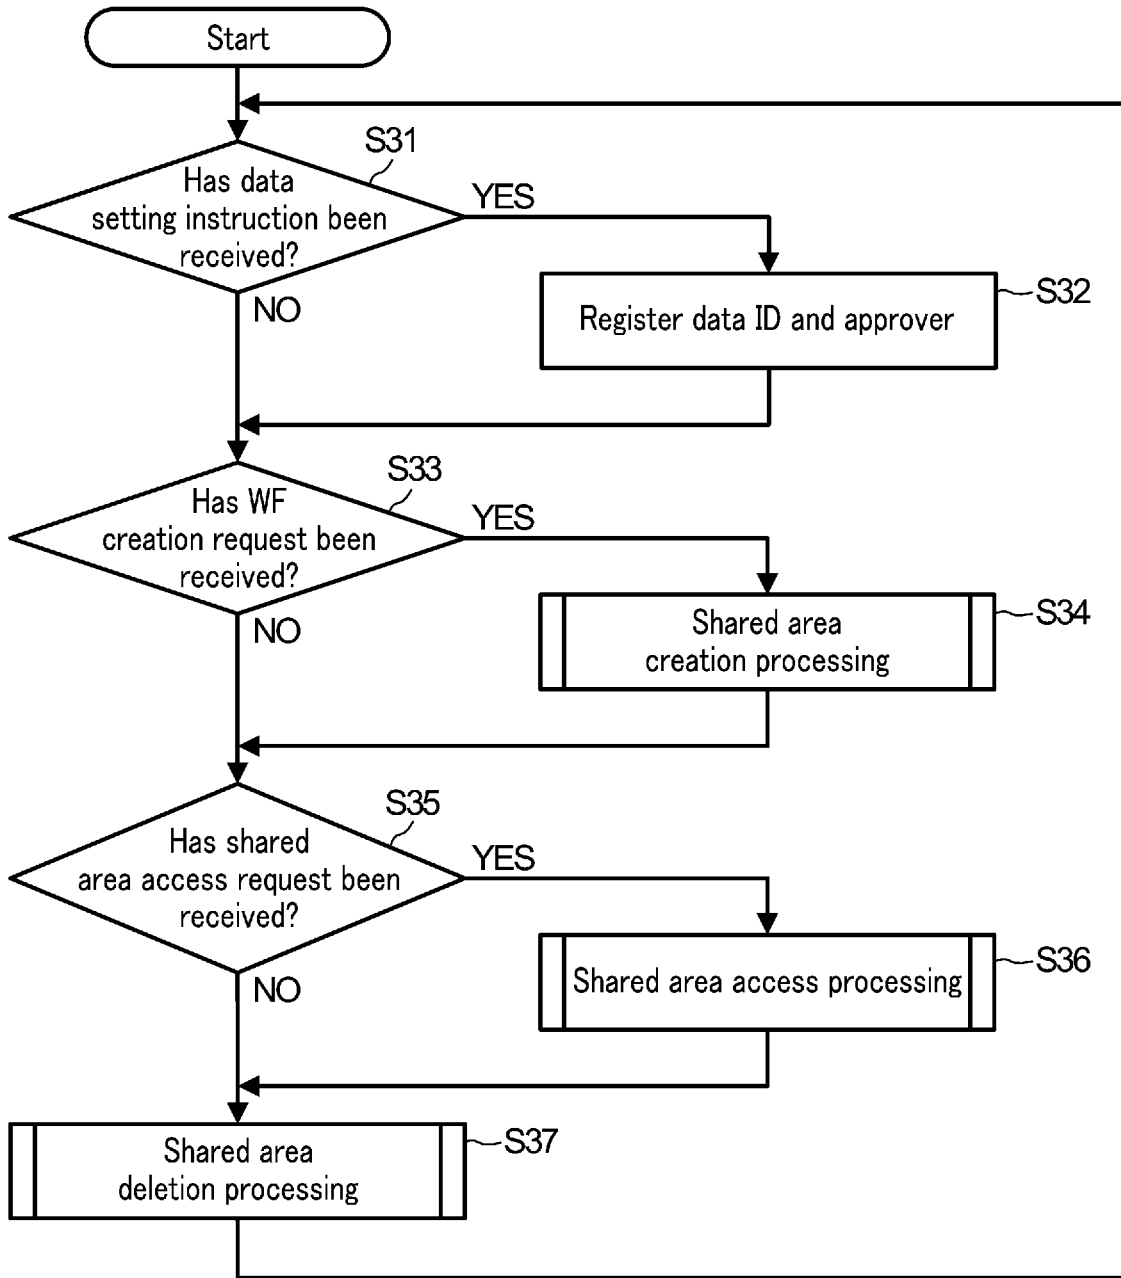 Start
S31
Has data
setting instruction been
received?
YES
NO
S32
Register data ID and approver
S33
Has WF
creation request been
received?
YES
NO
S34
Shared area
creation processing
S35
Has shared
area access request been
received?
YES
NO
S36
Shared area access processing
S37
Shared area
deletion processing